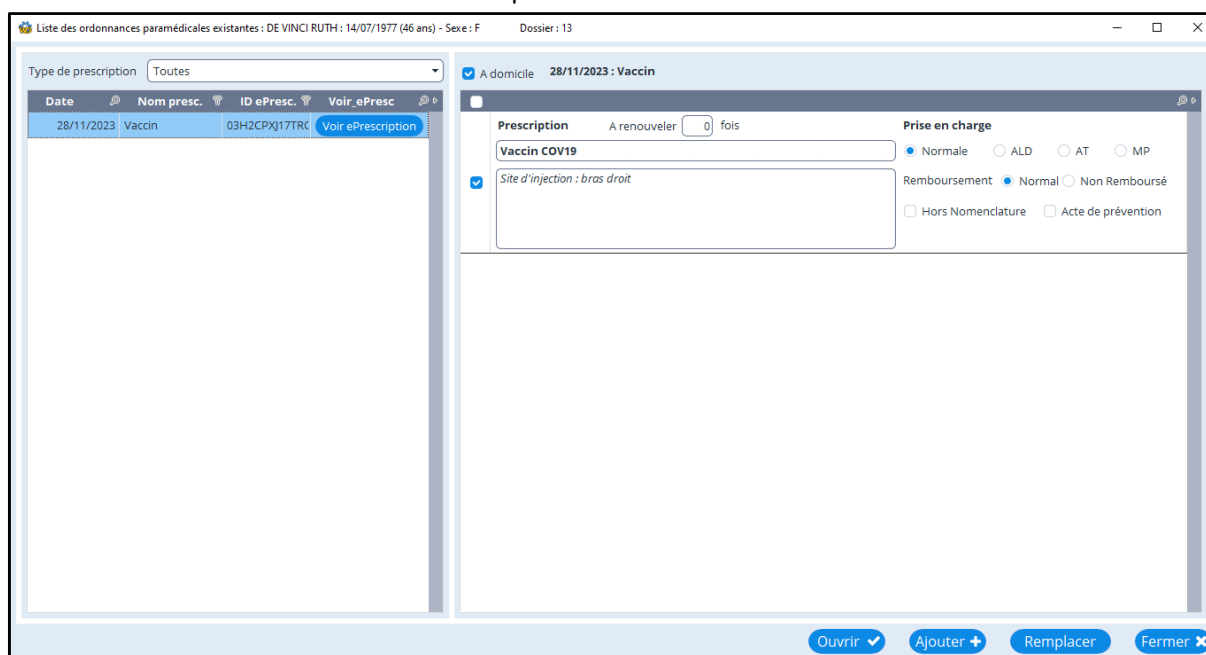 Liste des ordonnances paramédicales existantes : DE VINCI RUTH : 14/07/1977 (46 ans) - Sexe : F Dossier : 13
Type de prescription Toutes
A domicile 28/11/2023 : Vaccin
Date Nom presc. ID ePresc. Voir_ePresc
28/11/2023 Vaccin 03H2CPXJ17TRC Voir ePrescription
Prescription A renouveler 0 fois
Prise en charge
Vaccin COV19
Normale ALD AT MP
Site d'injection : bras droit
Remboursement Normal Non Remboursé
Hors Nomenclature Acte de prévention
Ouvrir Ajouter Remplacer Fermer